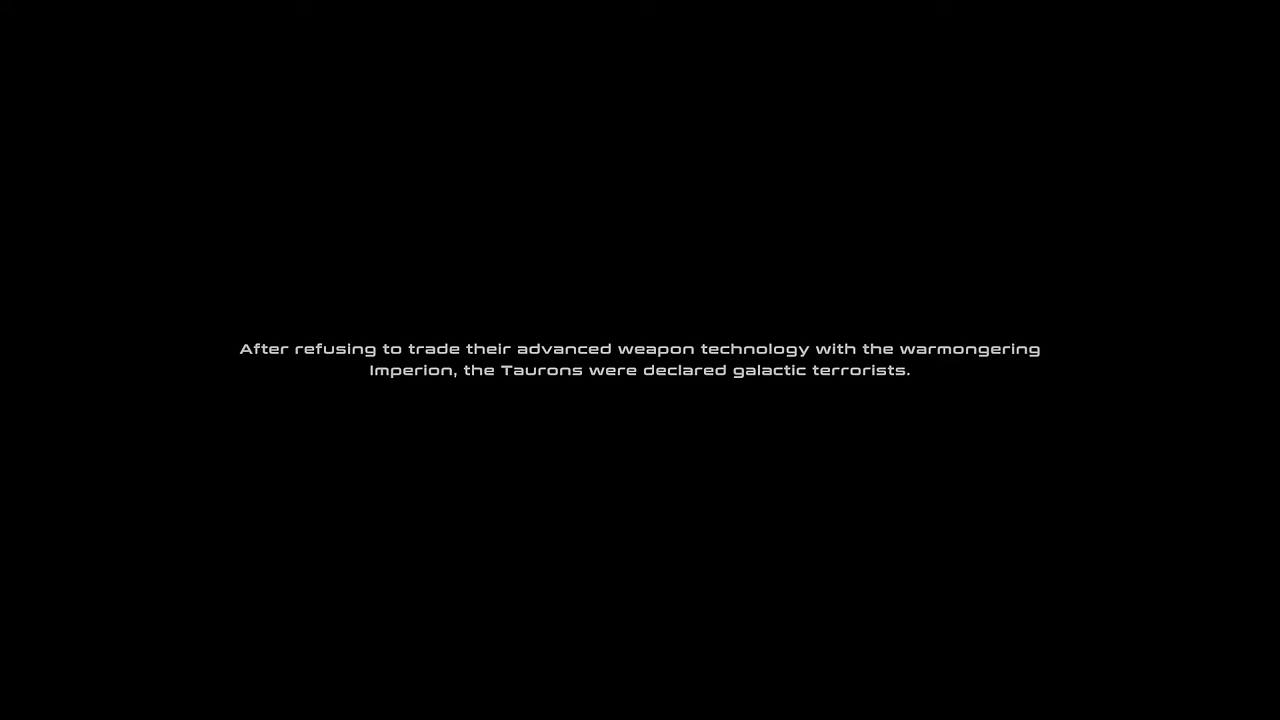 After refusing to trade their advanced weapon technology with the warmongering
Imperion, the Taurons were declared galactic terrorists.